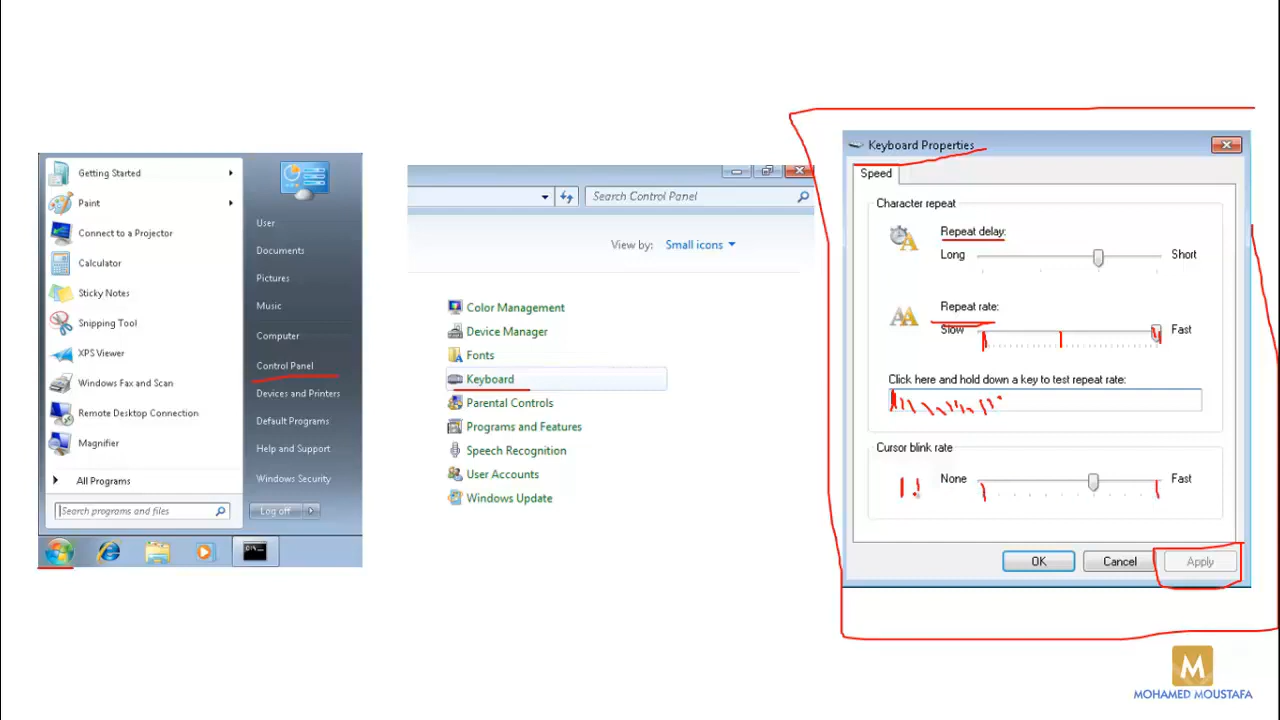 Getting Started
Paint
Connect to a Projector
Calculator
Sticky Notes
Snipping Tool
XPS Viewer
Windows Fax and Scan
Remote Desktop Connection
Magnifier
All Programs
Search programs and files
User
Documents
Pictures
Music
Computer
Control Panel
Devices and Printers
Default Programs
Help and Support
Windows Security
Log off
Search Control Panel
View by: Small icons
Color Management
Device Manager
Fonts
Keyboard
Parental Controls
Programs and Features
Speech Recognition
User Accounts
Windows Update
Keyboard Properties
Speed
Character repeat
Repeat delay:
Long Short
Repeat rate:
Slow Fast
Click here and hold down a key to test repeat rate:
Cursor blink rate
None Fast
OK Cancel Apply
M
MOHAMED MOUSTAFA